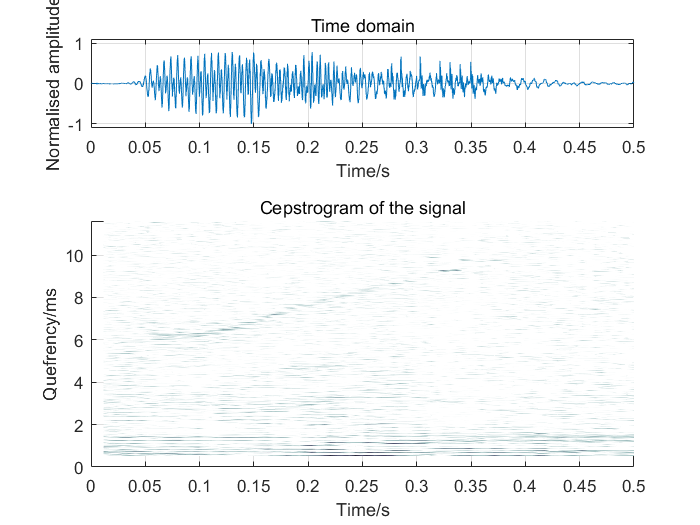 Time domain
Normalised amplitude
1
0
-1
0 0.05 0.1 0.15 0.2 0.25 0.3 0.35 0.4 0.45 0.5
Time/s
Cepstrogram of the signal
Quefrency/ms
10
8
6
4
2
0
0 0.05 0.1 0.15 0.2 0.25 0.3 0.35 0.4 0.45 0.5
Time/s